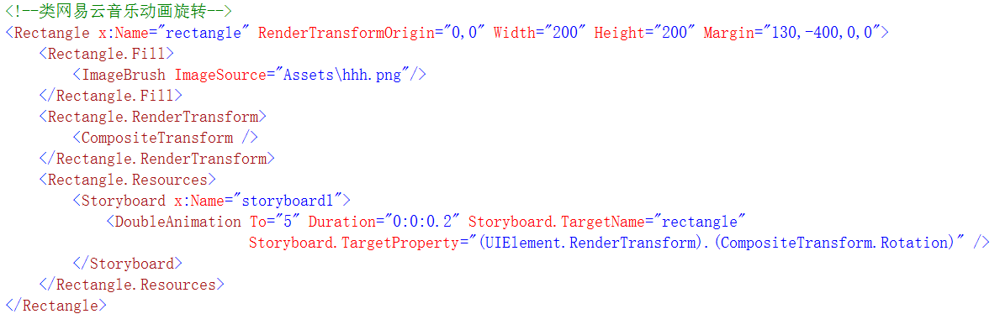 <!--类网易云音乐动画旋转-->
<Rectangle x:Name="rectangle" RenderTransformOrigin="0,0" Width="200" Height="200" Margin="130,-400,0,0">
    <Rectangle.Fill>
        <ImageBrush ImageSource="Assets\hhh.png"/>
    </Rectangle.Fill>
    <Rectangle.RenderTransform>
        <CompositeTransform />
    </Rectangle.RenderTransform>
    <Rectangle.Resources>
        <Storyboard x:Name="storyboard1">
            <DoubleAnimation To="5" Duration="0:0:0.2" Storyboard.TargetName="rectangle"
                             Storyboard.TargetProperty="(UIElement.RenderTransform).(CompositeTransform.Rotation)" />
        </Storyboard>
    </Rectangle.Resources>
</Rectangle>